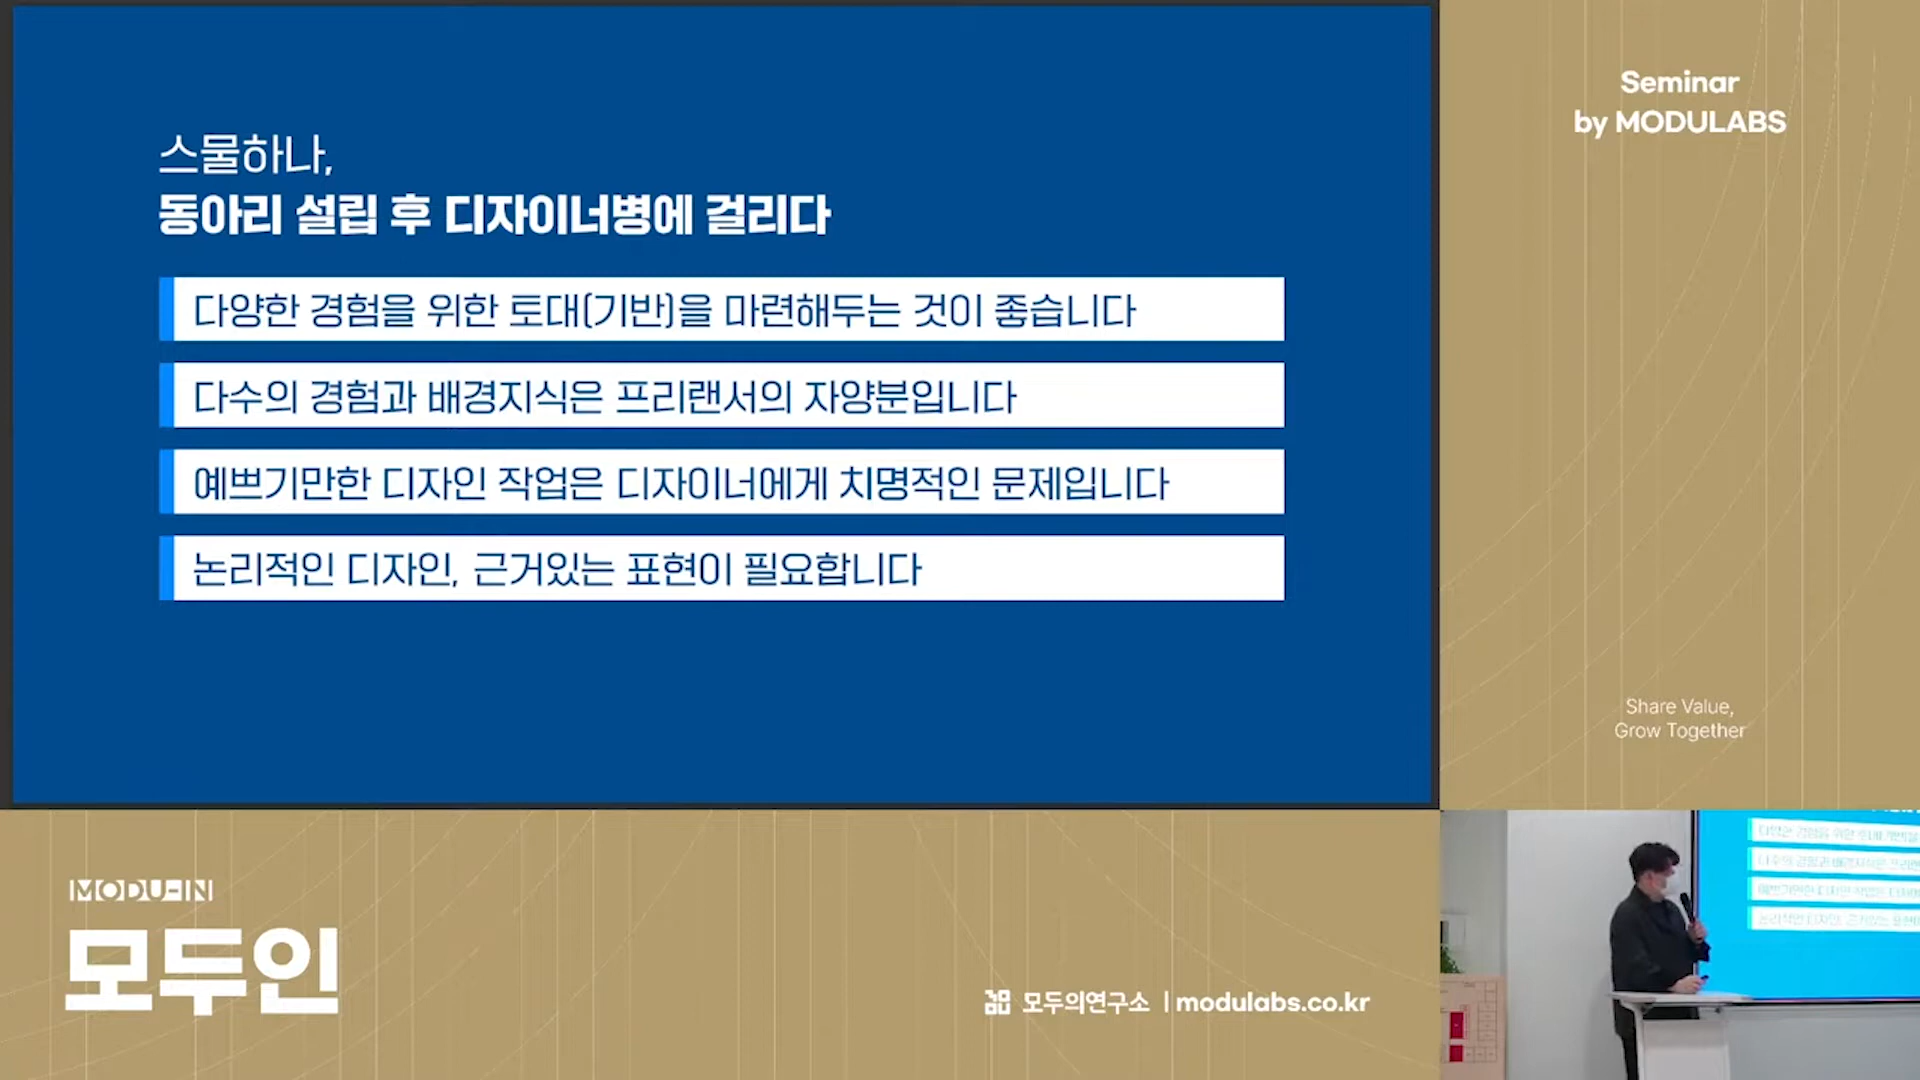 스물하나,
동아리 설립 후 디자이너병에 걸리다
다양한 경험을 위한 토대(기반)을 마련해두는 것이 좋습니다
다수의 경험과 배경지식은 프리랜서의 자양분입니다
예쁘기만한 디자인 작업은 디자이너에게 치명적인 문제입니다
논리적인 디자인, 근거있는 표현이 필요합니다
Seminar
by MODULABS
Share Value,
Grow Together
MODU-IN
모두인
모두의연구소 | modulabs.co.kr